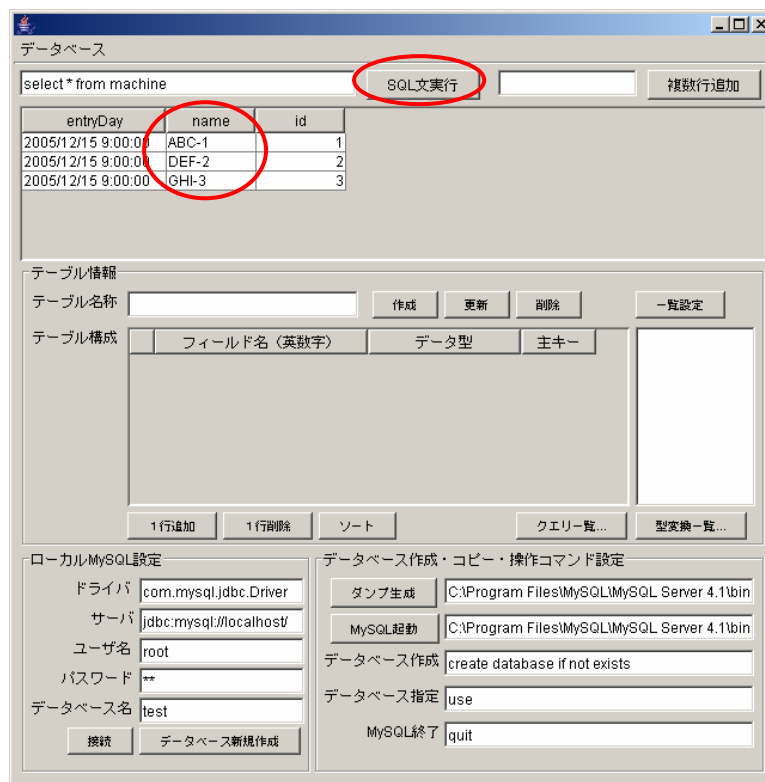 データベース
select * from machine SQL文実行 複数行追加
entryDay name id
2005/12/15 9:00:00 ABC-1 1
2005/12/15 9:00:00 DEF-2 2
2005/12/15 9:00:00 GHI-3 3
テーブル情報
テーブル名称 作成 更新 削除 一覧設定
テーブル構成 フィールド名（英数字） データ型 主キー
1行追加 1行削除 ソート クエリ一覧... 型変換一覧...
ローカルMySQL設定
ドライバ com.mysql.jdbc.Driver
サーバ jdbc:mysql://localhost/
ユーザ名 root
パスワード **
データベース名 test
接続 データベース新規作成
データベース作成・コピー・操作コマンド設定
ダンプ生成 C:\Program Files\MySQL\MySQL Server 4.1\bin
MySQL起動 C:\Program Files\MySQL\MySQL Server 4.1\bin
データベース作成 create database if not exists
データベース指定 use
MySQL終了 quit